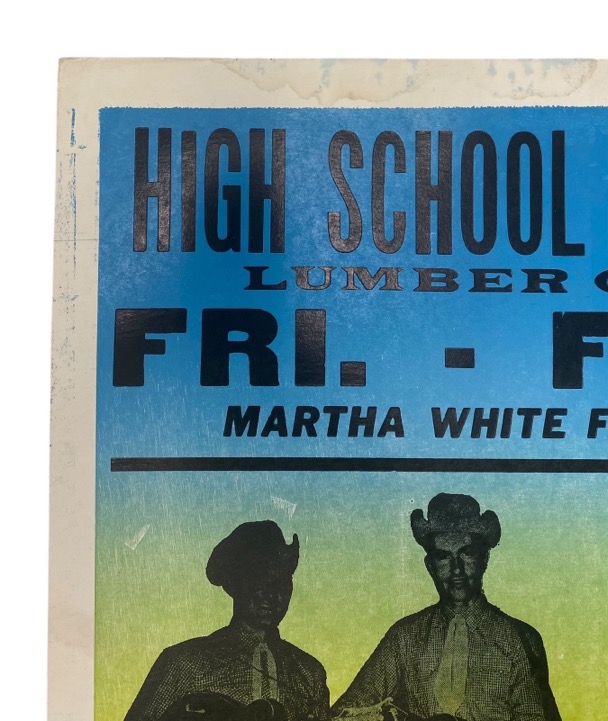 HIGH SCHOOL
LUMBER
FRI. - F
MARTHA WHITE F